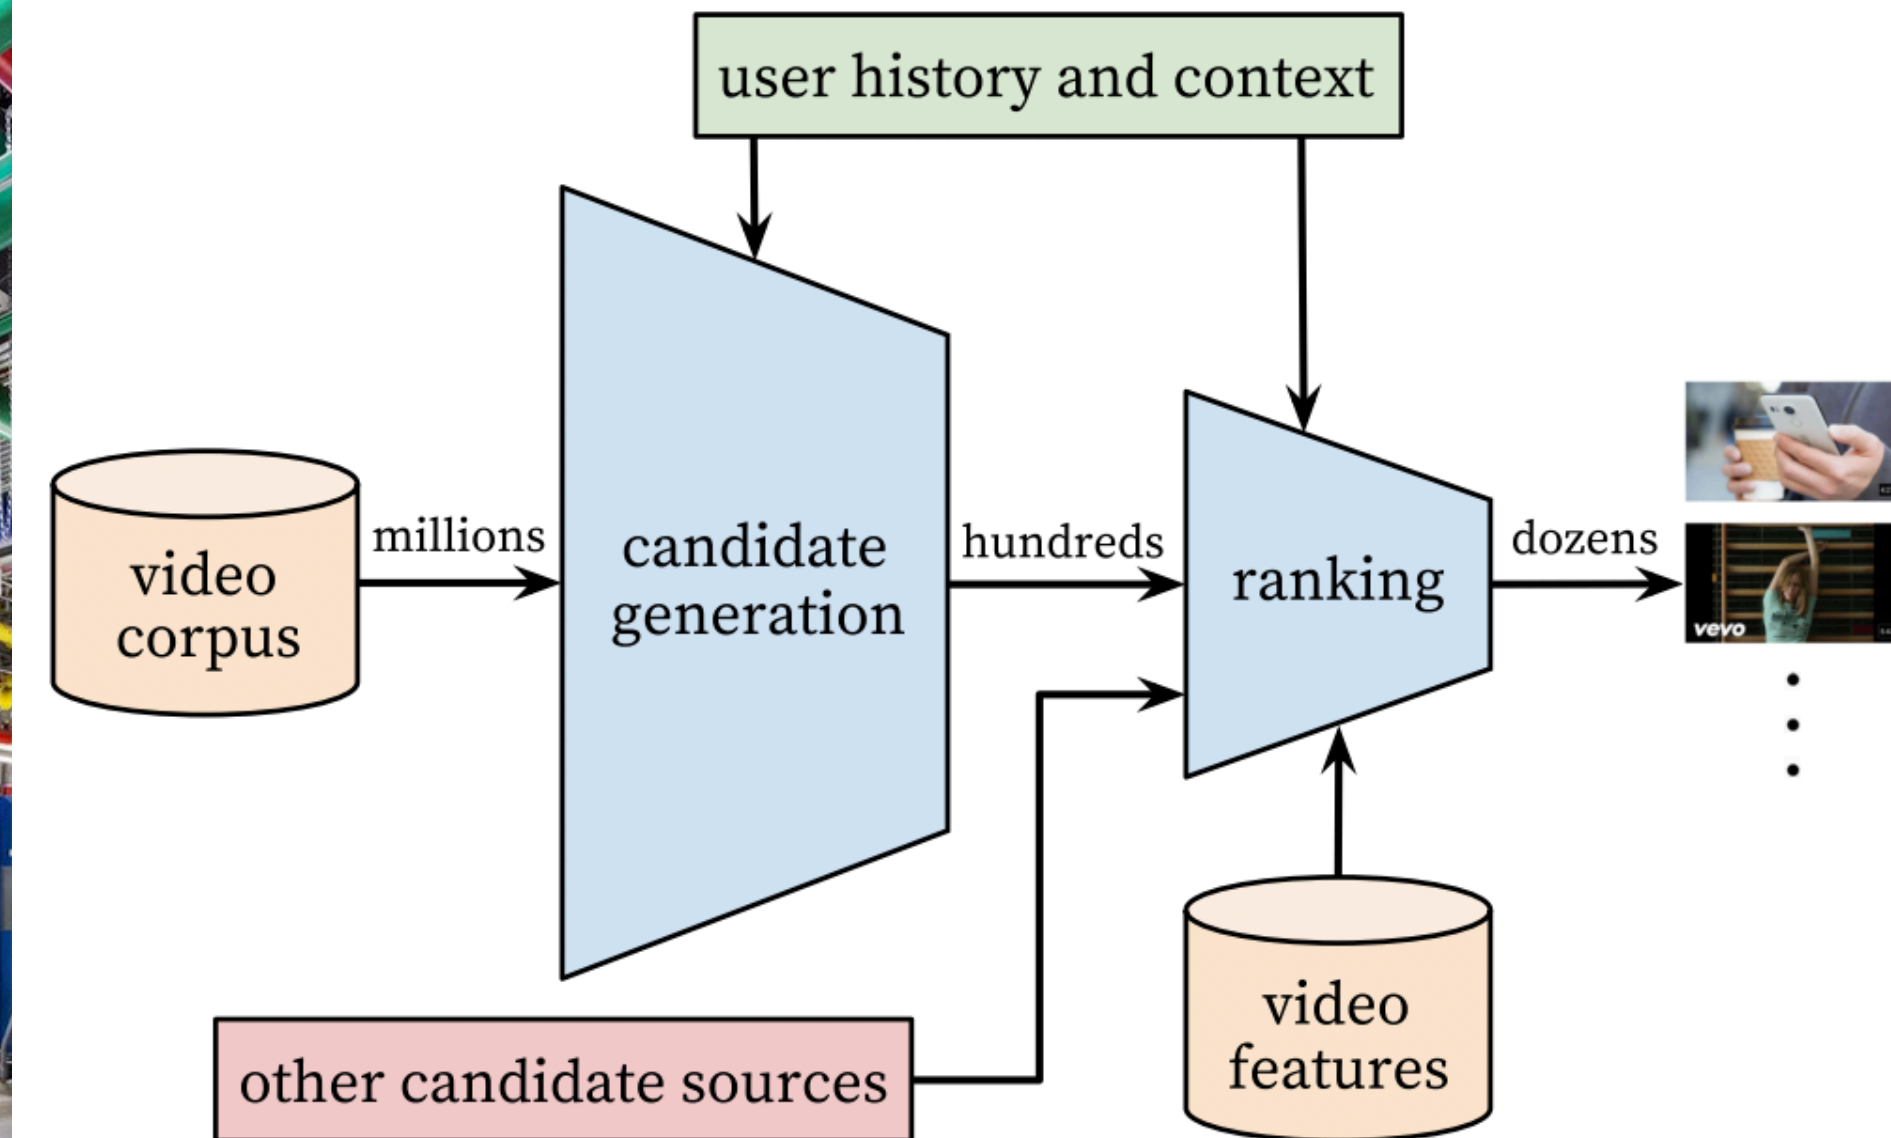 user history and context
millions
hundreds
dozens
video
corpus
candidate
generation
ranking
vevo
video
features
other candidate sources